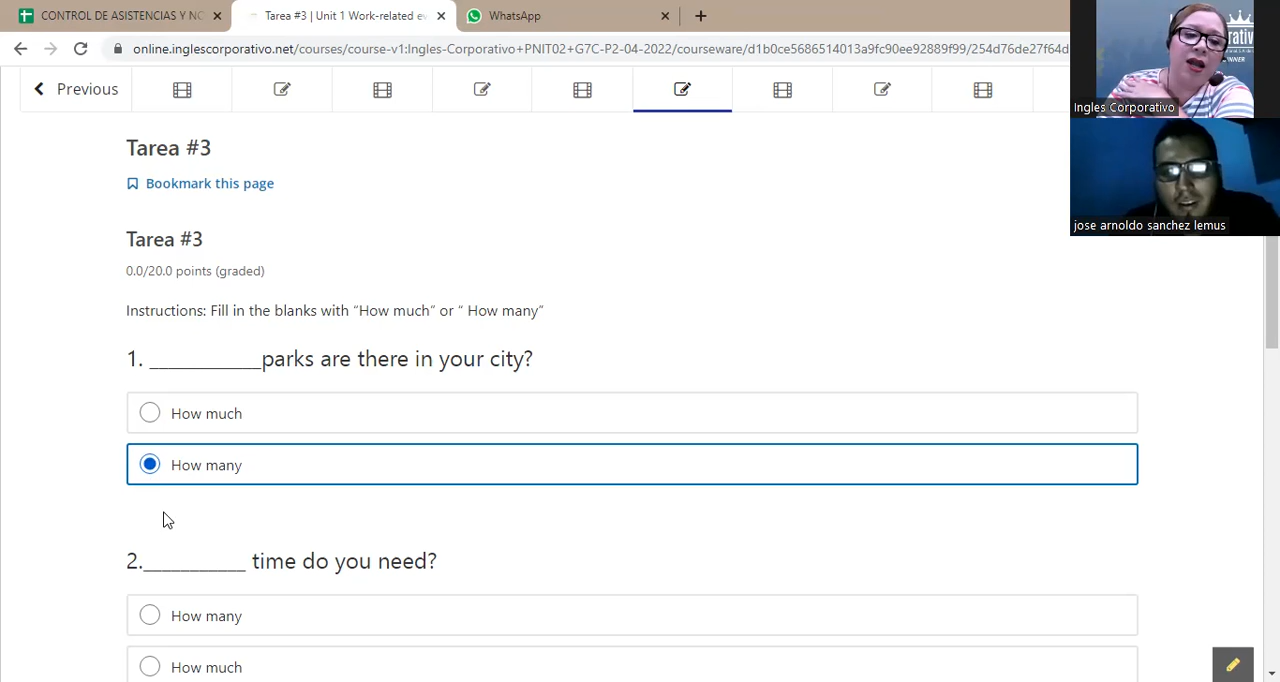 CONTROL DE ASISTENCIAS Y NO
Tarea #3 | Unit 1 Work-related ev
WhatsApp
online.inglescorporativo.net/courses/course-v1:Ingles-Corporativo+PNIT02+G7C-P2-04-2022/courseware/d1b0ce5686514013a9fc90ee92889f99/254d76de27f64d
Previous
Tarea #3
Bookmark this page
Tarea #3
0.0/20.0 points (graded)
Instructions: Fill in the blanks with “How much” or “ How many”
1. ___________parks are there in your city?
How much
How many
2.__________ time do you need?
How many
How much
Ingles Corporativo
jose arnoldo sanchez lemus